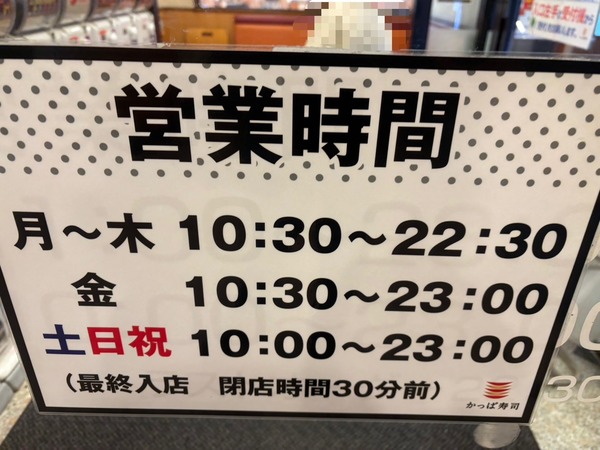 営業時間
月〜木 10:30〜22:30
金 10:30〜23:00
土日祝 10:00〜23:00
(最終入店 閉店時間30分前)
かっぱ寿司